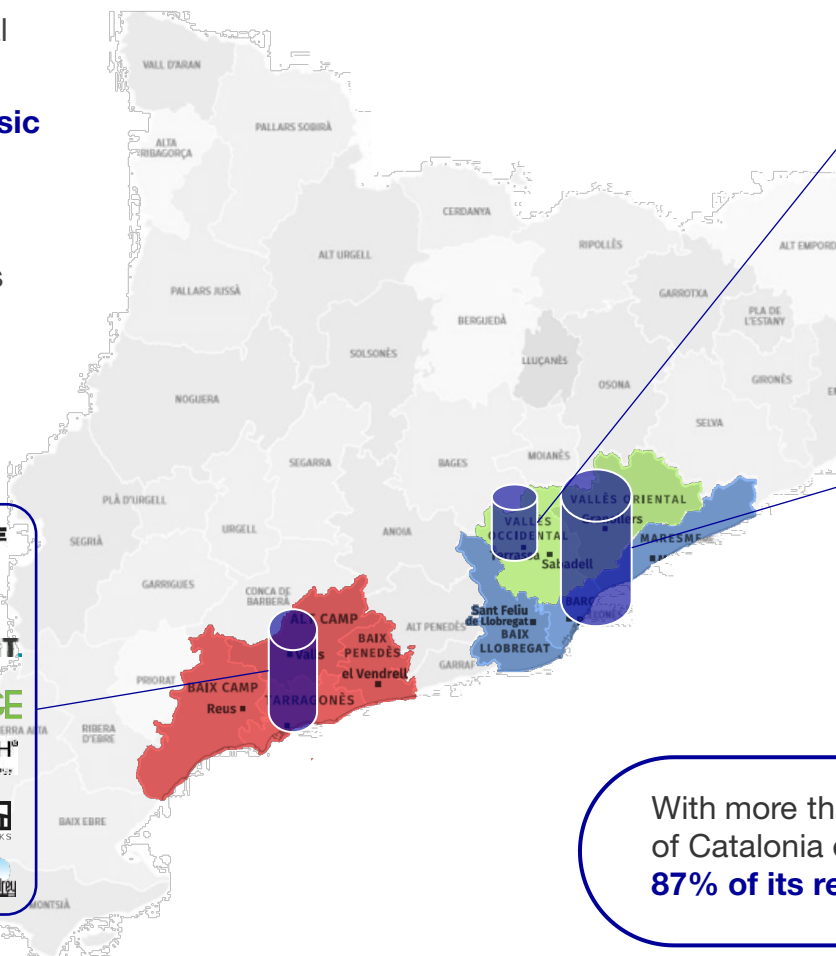 sic
VALL D'ARAN
PALLARS SOBIRÀ
ALTA
RIBAGORÇA
CERDANYA
RIPOLLÈS
ALT EMPORD
ALT URGELL
PALLARS JUSSÀ
GARROTXA
PLA DE
L'ESTANY
BERGUEDÀ
SOLSONÈS
LLUÇANÈS
OSONA
GIRONÈS
NOGUERA
SELVA
MOIANÈS
SEGARRA
BAGES
PLÀ D'URGELL
VALLÈS ORIENTAL
Granollers
VALLÈS
OCCIDENTAL
Terrassa
Sabadell
MARESME
SEGRIÀ
URGELL
ANOIA
GARRIGUES
CONCA DE
BARBERÀ
Sant Feliu
de Llobregat
BAIX
LLOBREGAT
ALT CAMP
Valls
BAIX
PENEDÈS
el Vendrell
ALT PENEDÈS
GARRAF
PRIORAT
BAIX CAMP
Reus
TARRAGONÈS
ERRA ALTA
RIBERA
D'EBRE
BAIX EBRE
MONTSIÀ
With more th
of Catalonia
87% of its re